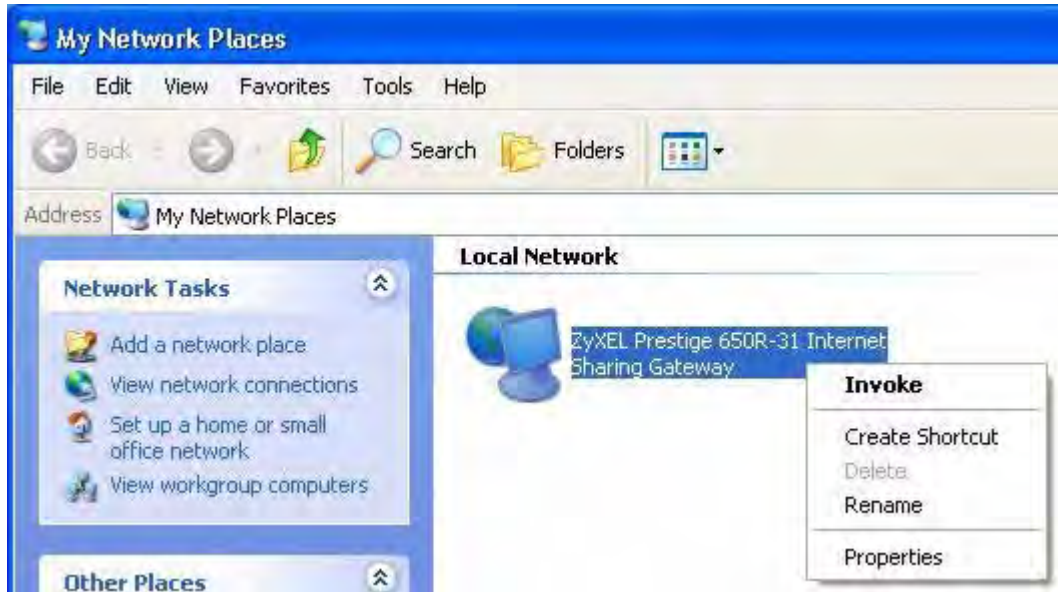 My Network Places
File Edit View Favorites Tools Help
Back Search Folders
Address My Network Places
Network Tasks
Add a network place
View network connections
Set up a home or small
office network
View workgroup computers
Other Places
Local Network
ZyXEL Prestige 650R-31 Internet
Sharing Gateway
Invoke
Create Shortcut
Delete
Rename
Properties